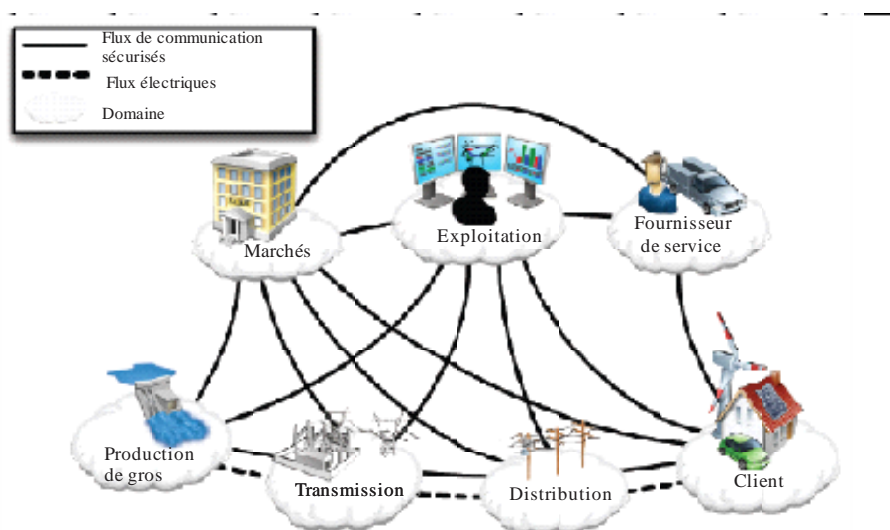 Flux de communication
sécurisés
Flux électriques
Domaine
Marchés
Exploitation
Fournisseur
de service
Production
de gros
Transmission
Distribution
Client